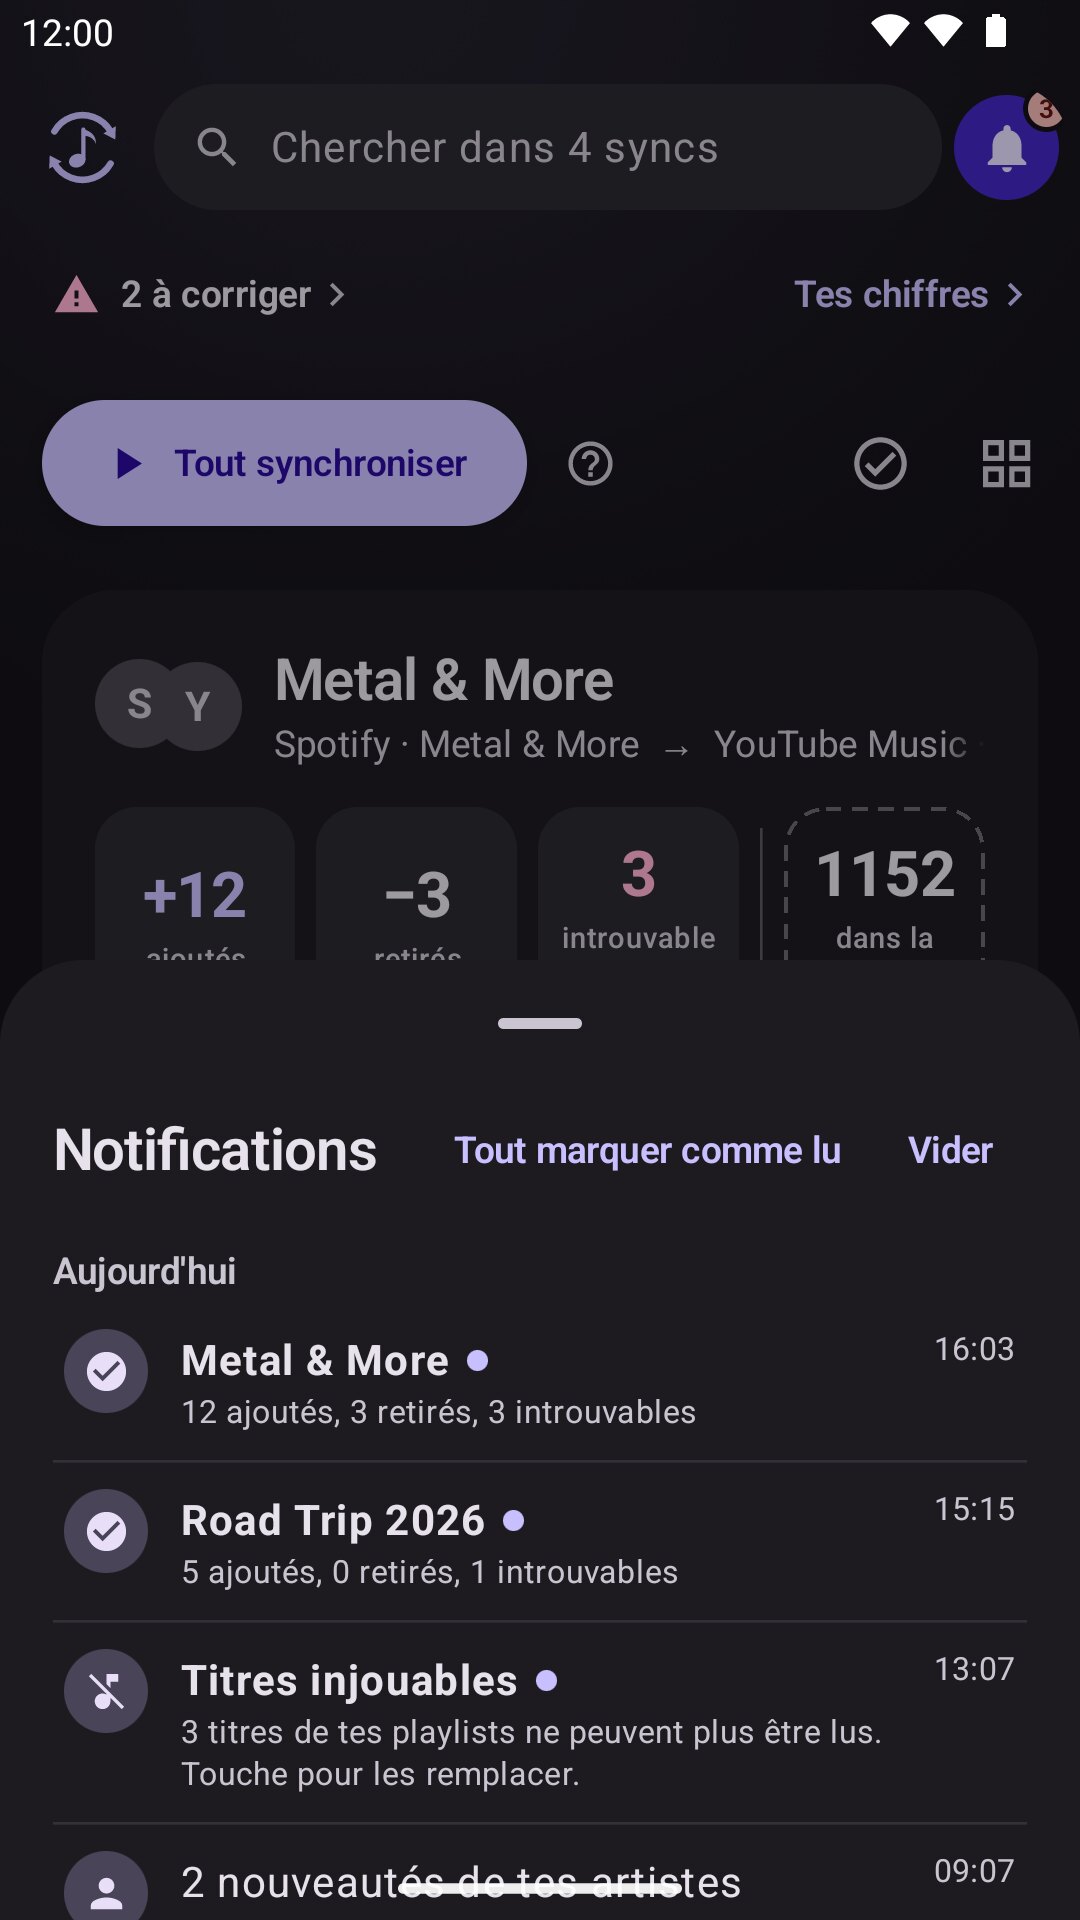 12:00
Chercher dans 4 syncs
3
2 à corriger
Tes chiffres
Tout synchroniser
S Y
Metal & More
Spotify · Metal & More → YouTube Music
+12
ajoutés
−3
retirés
3
introuvable
1152
dans la
Notifications
Tout marquer comme lu
Vider
Aujourd'hui
Metal & More
16:03
12 ajoutés, 3 retirés, 3 introuvables
Road Trip 2026
15:15
5 ajoutés, 0 retirés, 1 introuvables
Titres injouables
13:07
3 titres de tes playlists ne peuvent plus être lus.
Touche pour les remplacer.
2 nouveautés de tes artistes
09:07